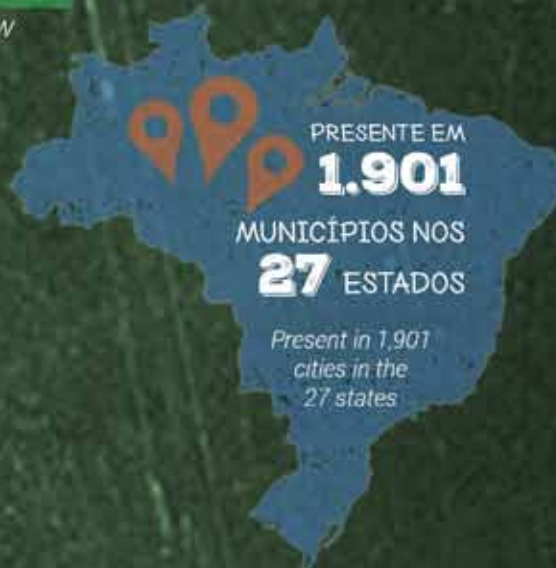 W
PRESENTE EM
1.901
MUNICÍPIOS NOS
27 ESTADOS
Present in 1,901
cities in the
27 states